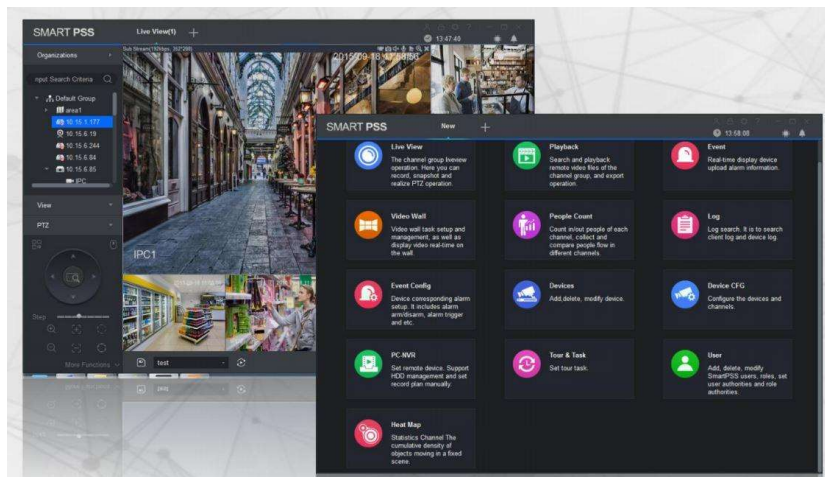 SMART PSS
Live View(1)
13:47:40
Organizations
nput Search Criteria
Default Group
area1
10.15.1.177
10.15.6.19
10.15.6.244
10.15.6.84
10.15.6.85
IPC
View
PTZ
Step
More Functions
IPC1
test
SMART PSS
New
13:58:00
Live View
The channel group liveview
operation. Here you can
record, snapshot and
realize PTZ operation.
Playback
Search and playback
remote video files of the
channel group, and export
operation.
Event
Real-time display device
upload alarm information.
Video Wall
Video wall task setup and
management, as well as
display video real-time on
the wall.
People Count
Count in/out people of each
channel, collect and
compare people flow in
different channels.
Log
Log search. It is to search
client log and device log.
Event Config
Device corresponding alarm
setup. It includes alarm
arm/disarm, alarm trigger
and etc.
Devices
Add,delete, modify device.
Device CFG
Configure the devices and
channels.
PC-NVR
Set remote device. Support
HDD management and set
record plan manually.
Tour & Task
Set tour task.
User
Add, delete, modify
SmartPSS users, roles, set
user authorities and role
authorities.
Heat Map
Statistics Channel The
cumulative density of
objects moving in a fixed
scene.